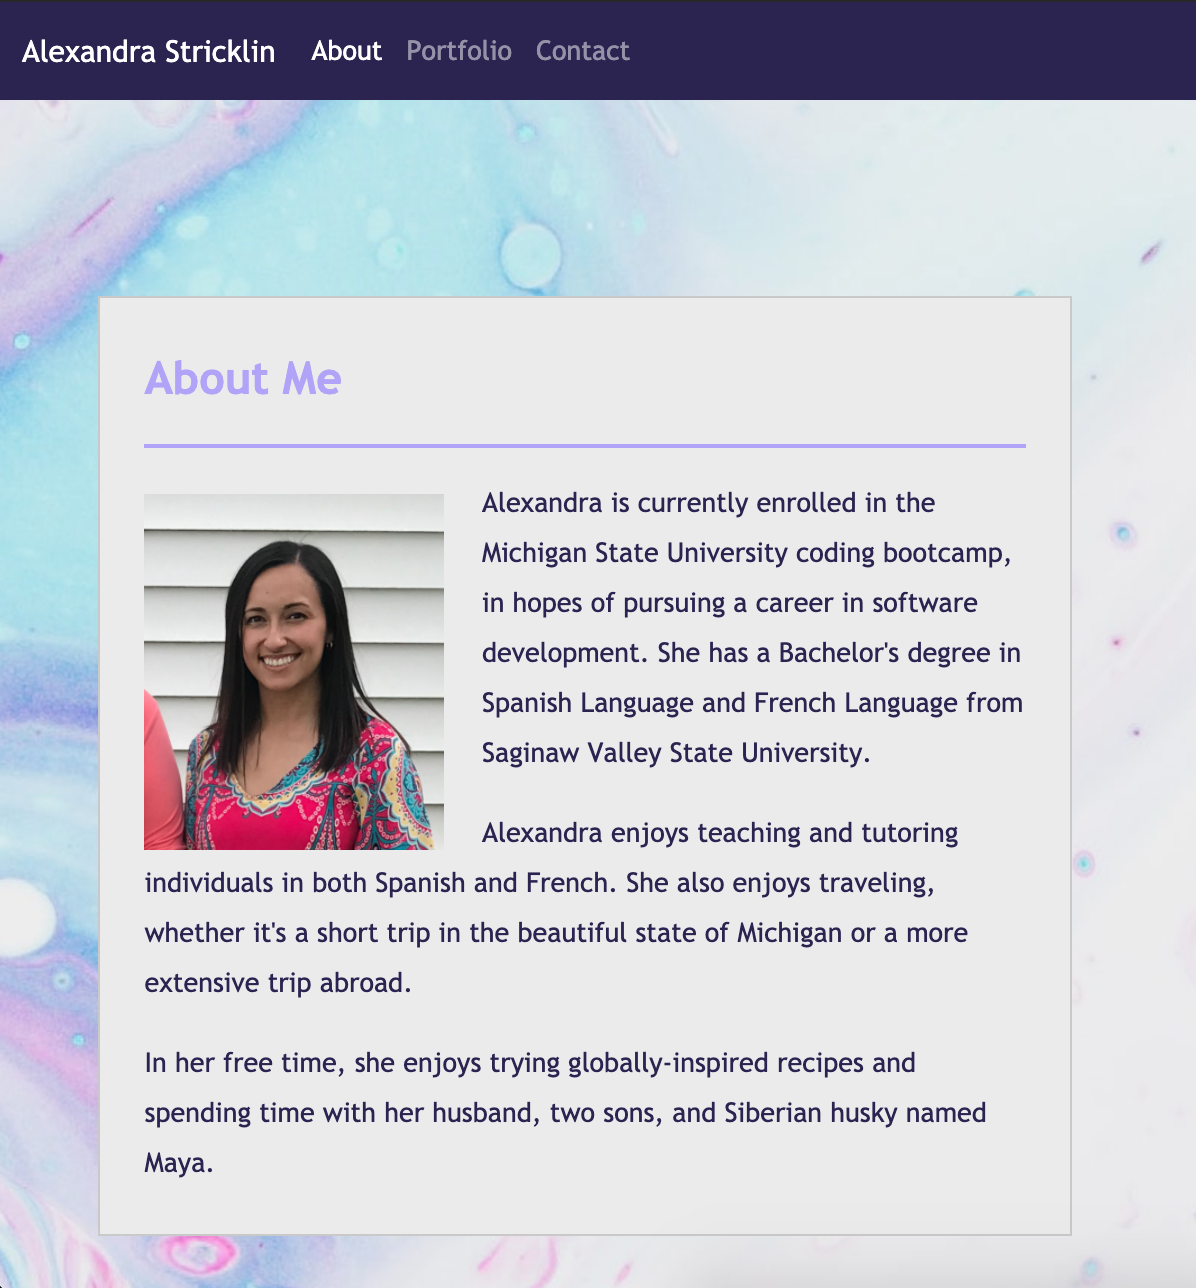 Alexandra Stricklin About Portfolio Contact
About Me
Alexandra is currently enrolled in the
Michigan State University coding bootcamp,
in hopes of pursuing a career in software
development. She has a Bachelor's degree in
Spanish Language and French Language from
Saginaw Valley State University.
Alexandra enjoys teaching and tutoring
individuals in both Spanish and French. She also enjoys traveling,
whether it's a short trip in the beautiful state of Michigan or a more
extensive trip abroad.
In her free time, she enjoys trying globally-inspired recipes and
spending time with her husband, two sons, and Siberian husky named
Maya.